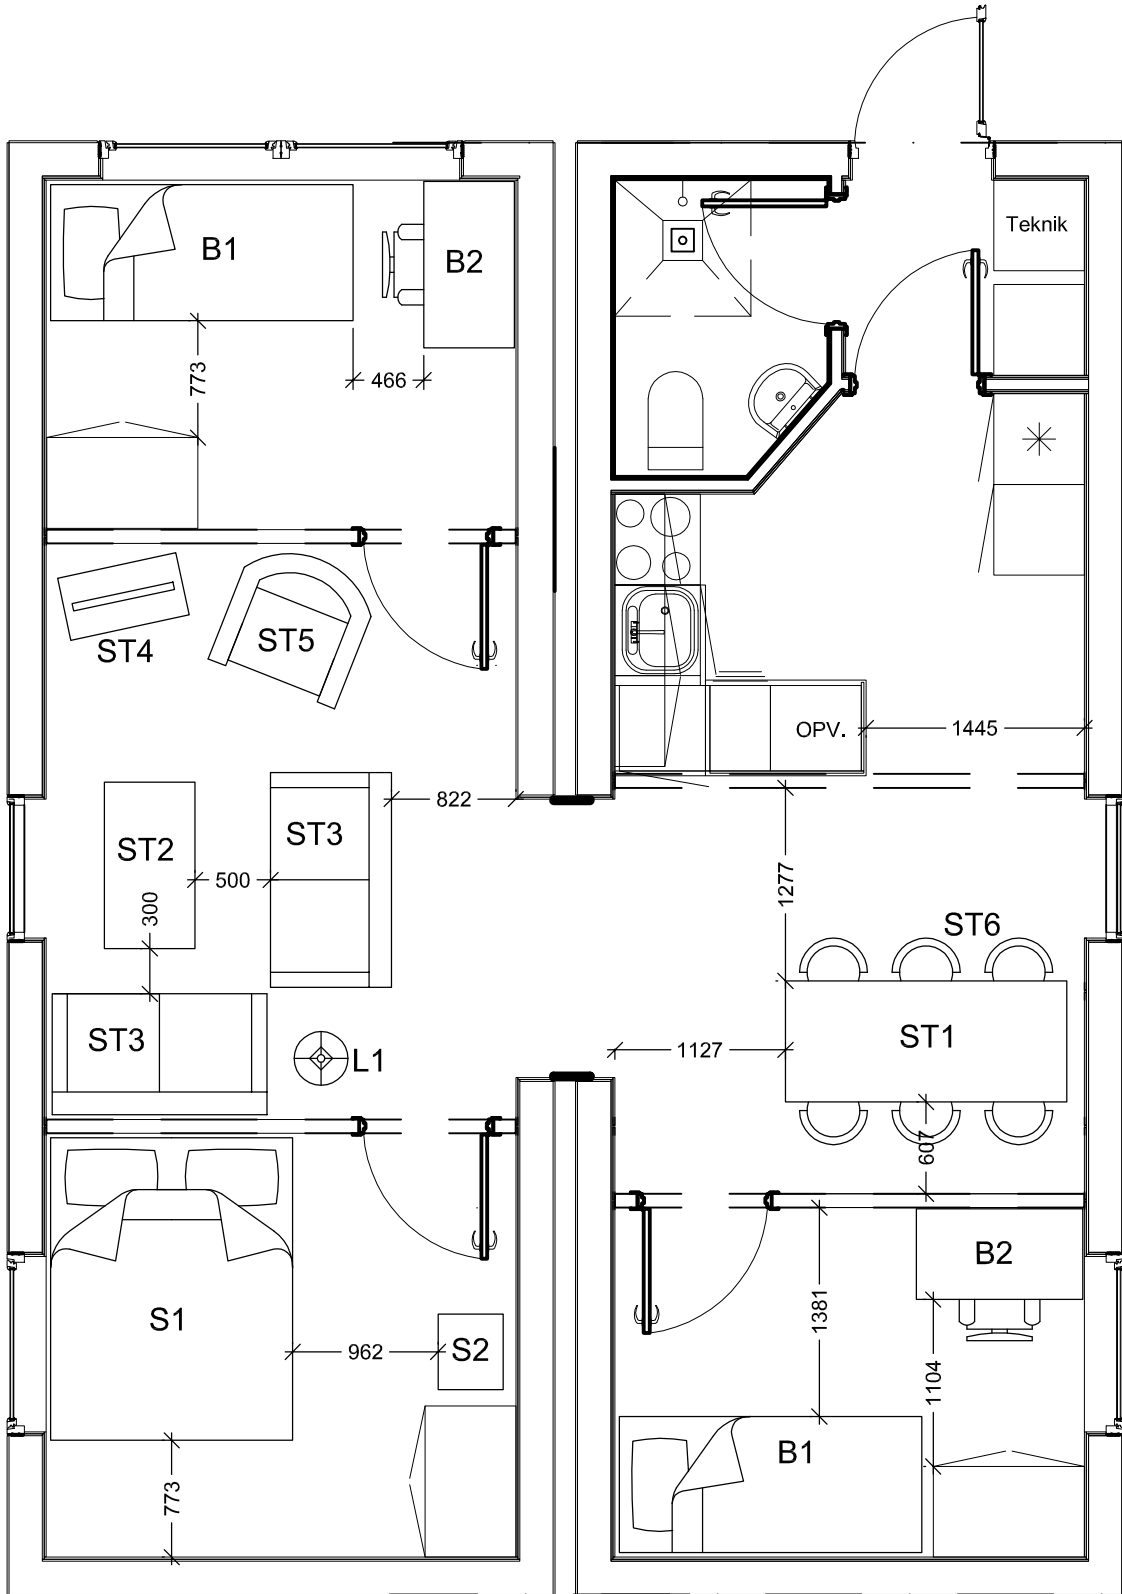 Teknik
B1
B2
773
466
ST4
ST5
OPV.
1445
822
ST2
ST3
500
300
1277
ST6
ST3
L1
1127
ST1
607
S1
962
S2
773
B2
1381
1104
B1